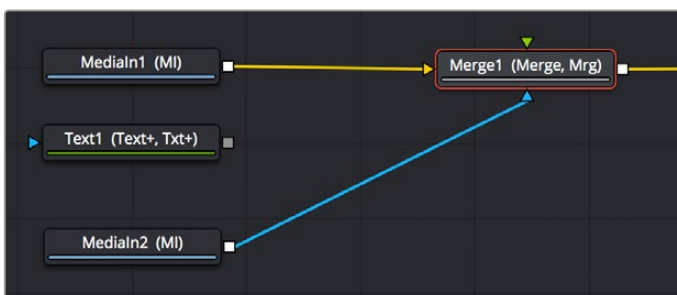 MediaIn1 (MI)
Merge1 (Merge, Mrg)
Text1 (Text+, Txt+)
MediaIn2 (MI)